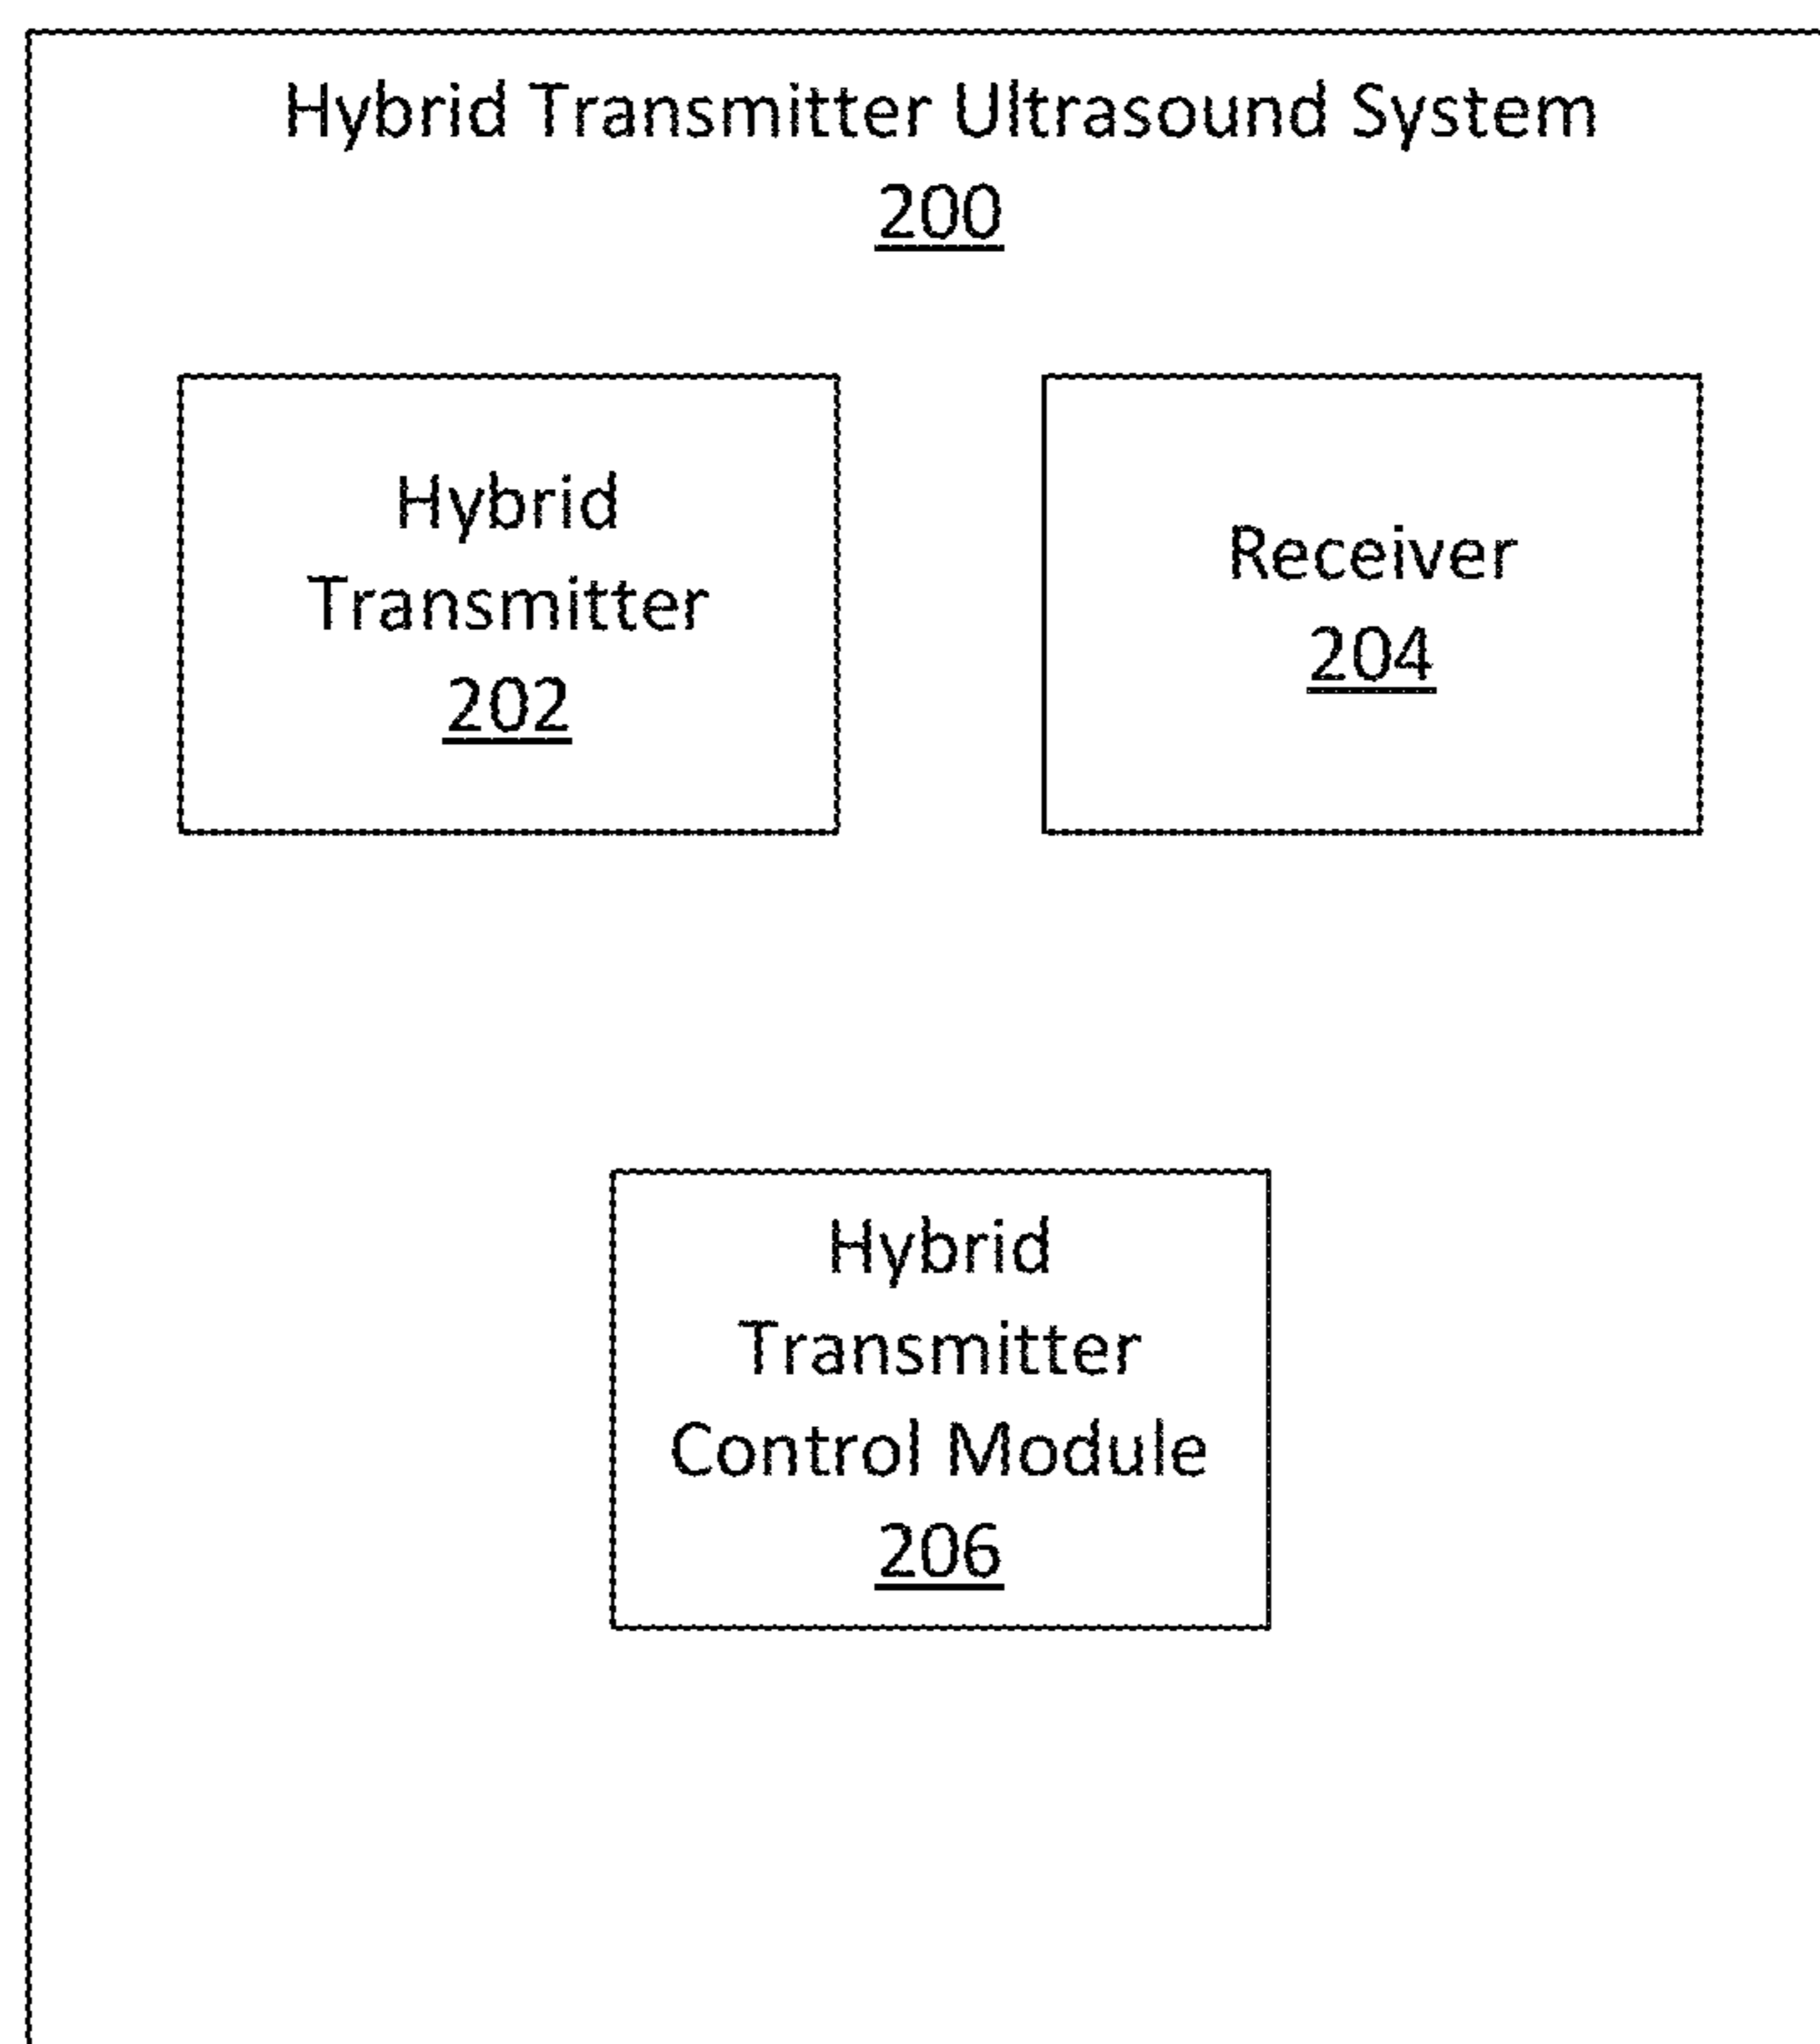 Hybrid Transmitter Ultrasound System
200
Hybrid
Transmitter
202
Receiver
204
Hybrid
Transmitter
Control Module
206